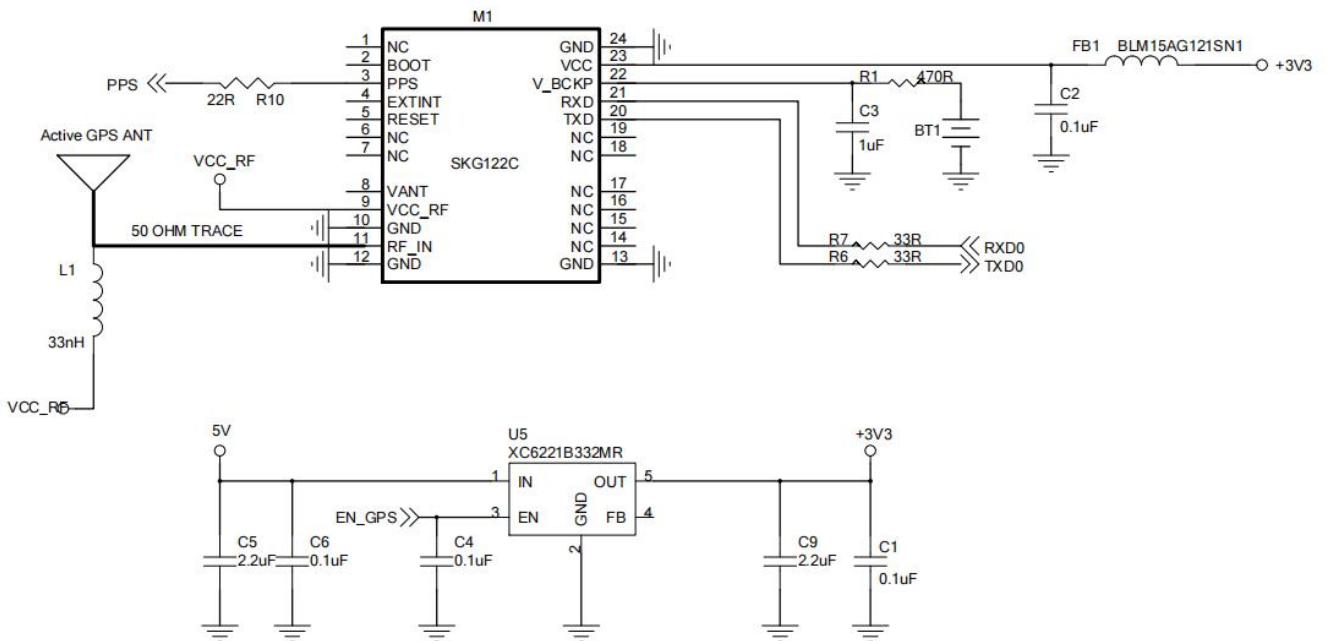 M1
1 NC
2 BOOT
PPS 22R R10 3 PPS
4 EXTINT
5 RESET
6 NC
7 NC
8 VANT
9 VCC_RF
10 GND
11 RF_IN
12 GND
SKG122C
GND 24
VCC 23
V_BCKP 22
RXD 21
TXD 20
NC 19
NC 18
NC 17
NC 16
NC 15
NC 14
GND 13
FB1 BLM15AG121SN1
+3V3
R1 470R
C2
0.1uF
C3
1uF
BT1
R7 33R RXD0
R6 33R TXD0
Active GPS ANT
VCC_RF
50 OHM TRACE
L1
33nH
VCC_RF
5V
U5
XC6221B332MR
+3V3
1 IN OUT 5
EN_GPS 3 EN GND FB 4
2
C5
2.2uF
C6
0.1uF
C4
0.1uF
C9
2.2uF
C1
0.1uF